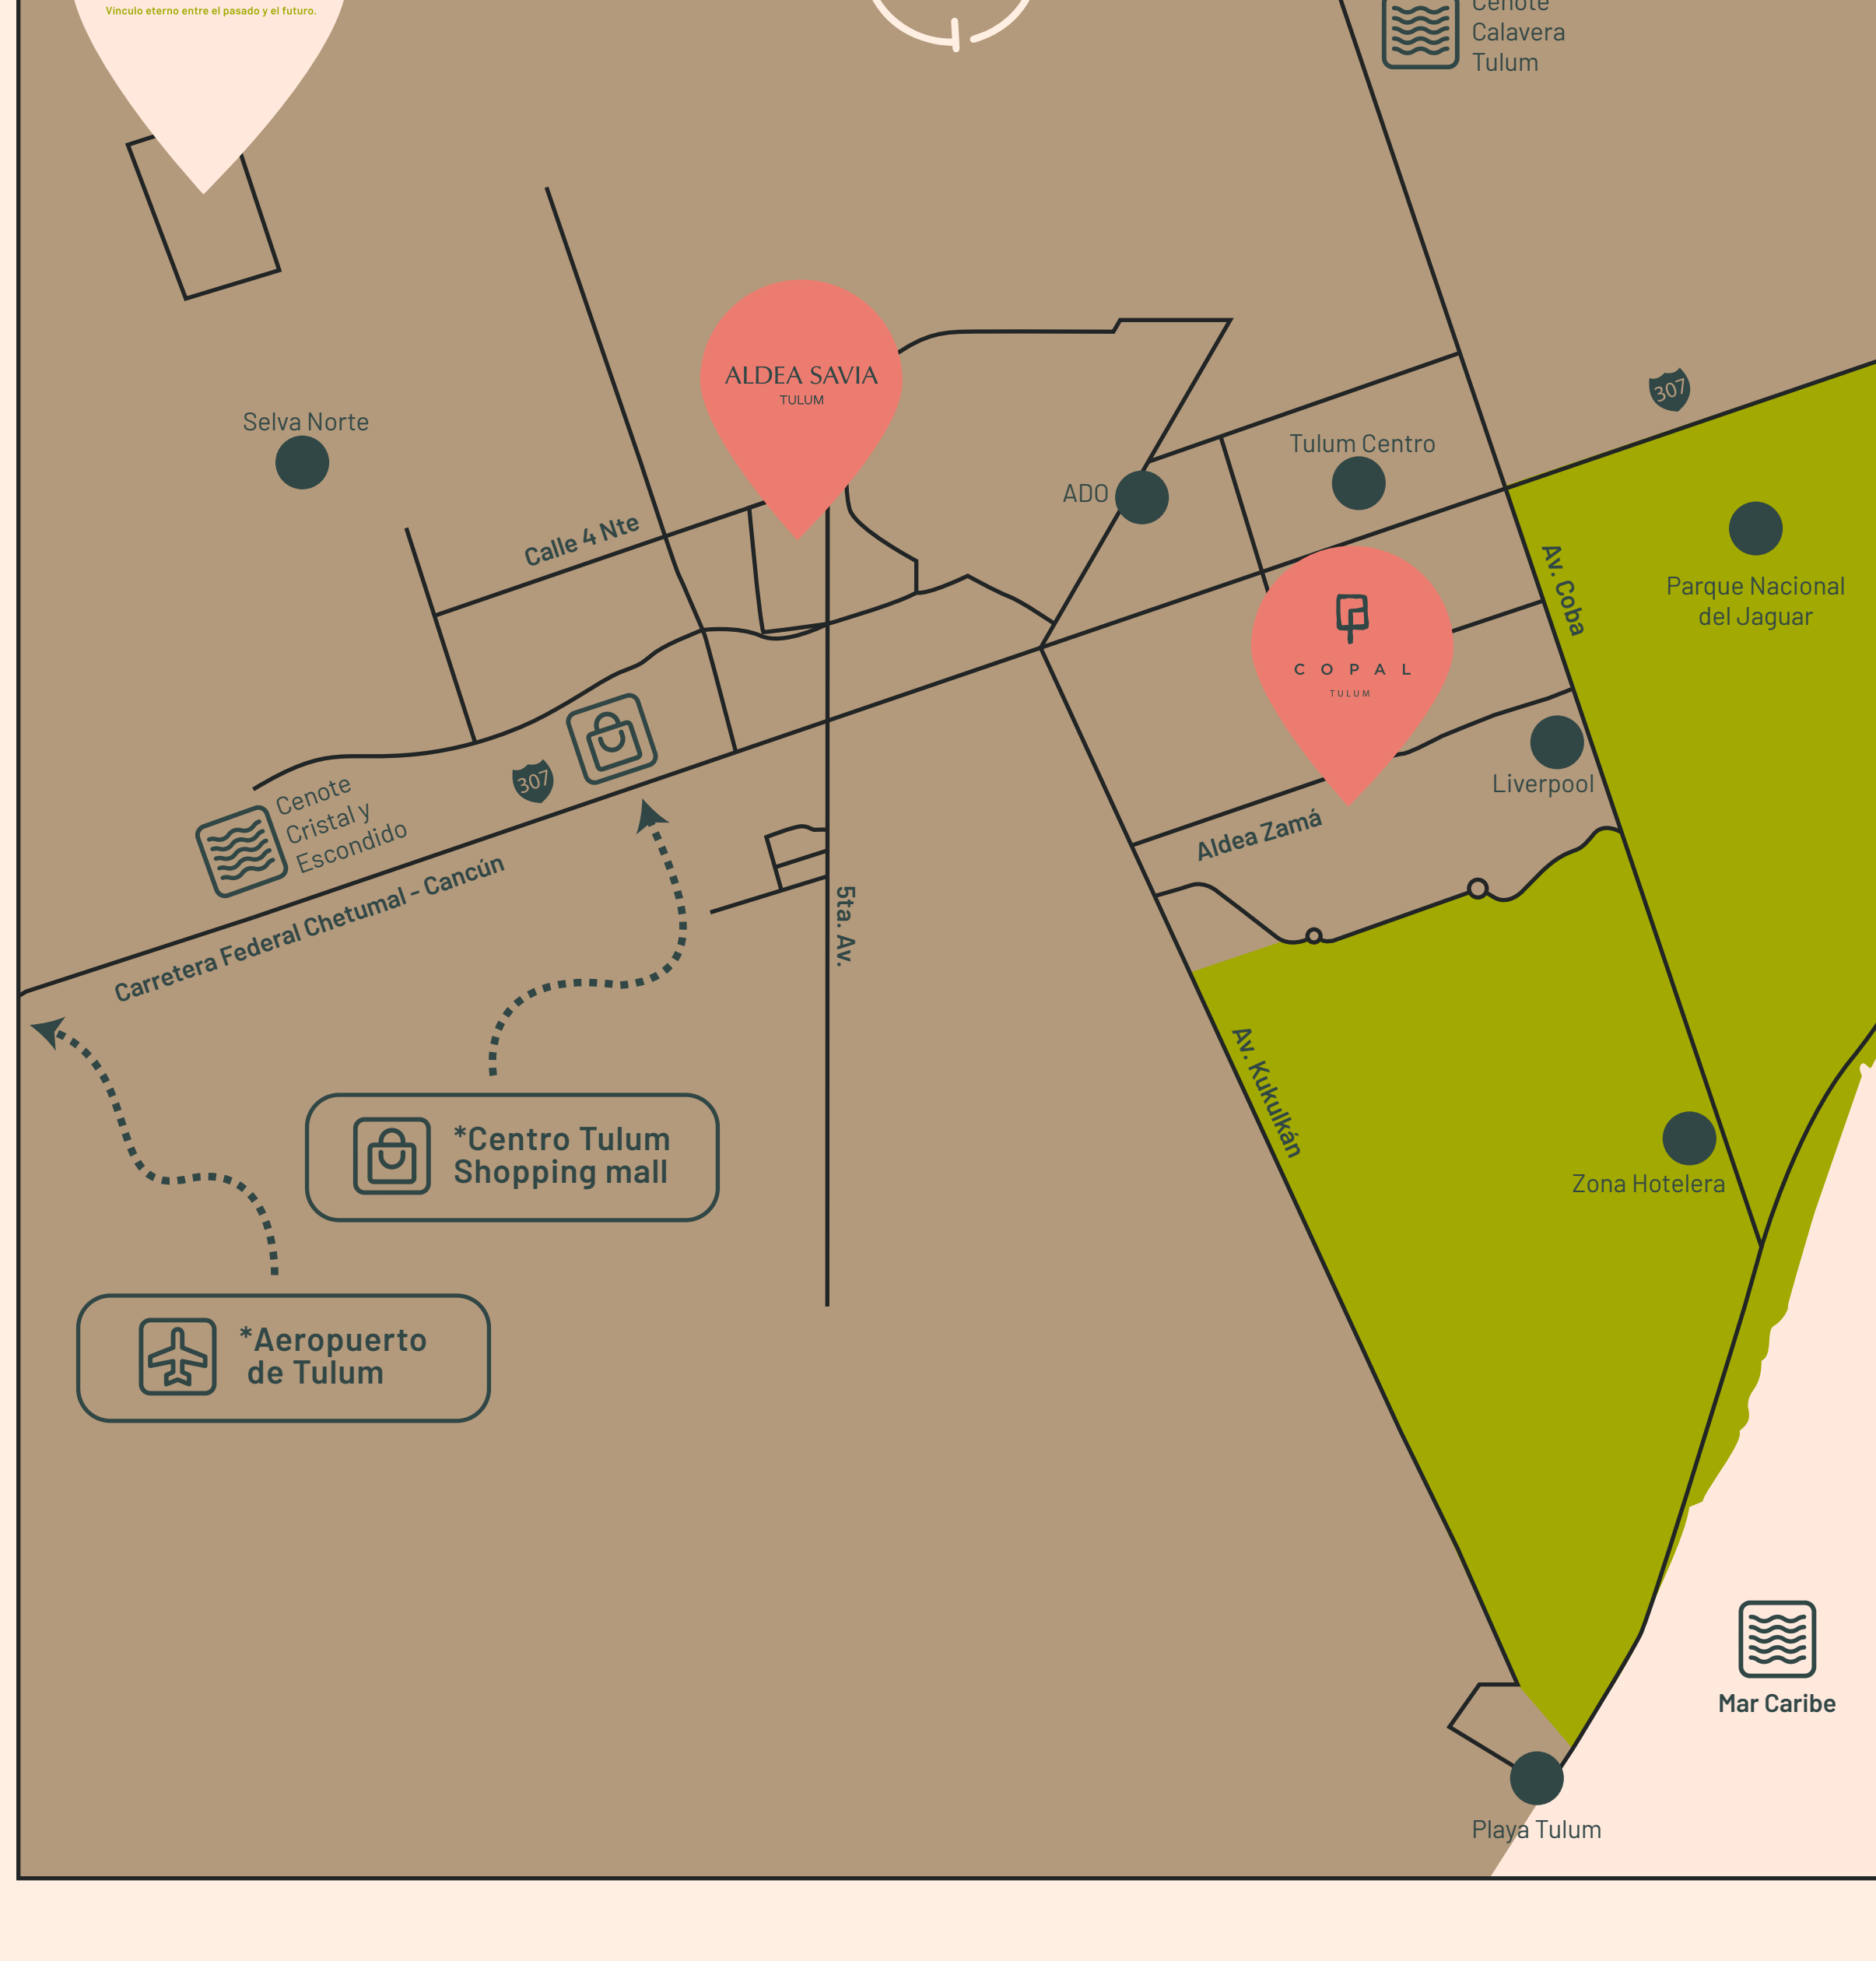 Vínculo eterno entre el pasado y el futuro.
Cenote
Calavera
Tulum
ALDEA SAVIA
TULUM
307
Selva Norte
Tulum Centro
ADO
Calle 4 Nte
Av. Coba
Parque Nacional
del Jaguar
COPAL
TULUM
Liverpool
307
Cenote
Cristal y
Escondido
Aldea Zamá
Carretera Federal Chetumal - Cancún
5ta. Av.
Av. Kukulkán
*Centro Tulum
Shopping mall
Zona Hotelera
*Aeropuerto
de Tulum
Mar Caribe
Playa Tulum